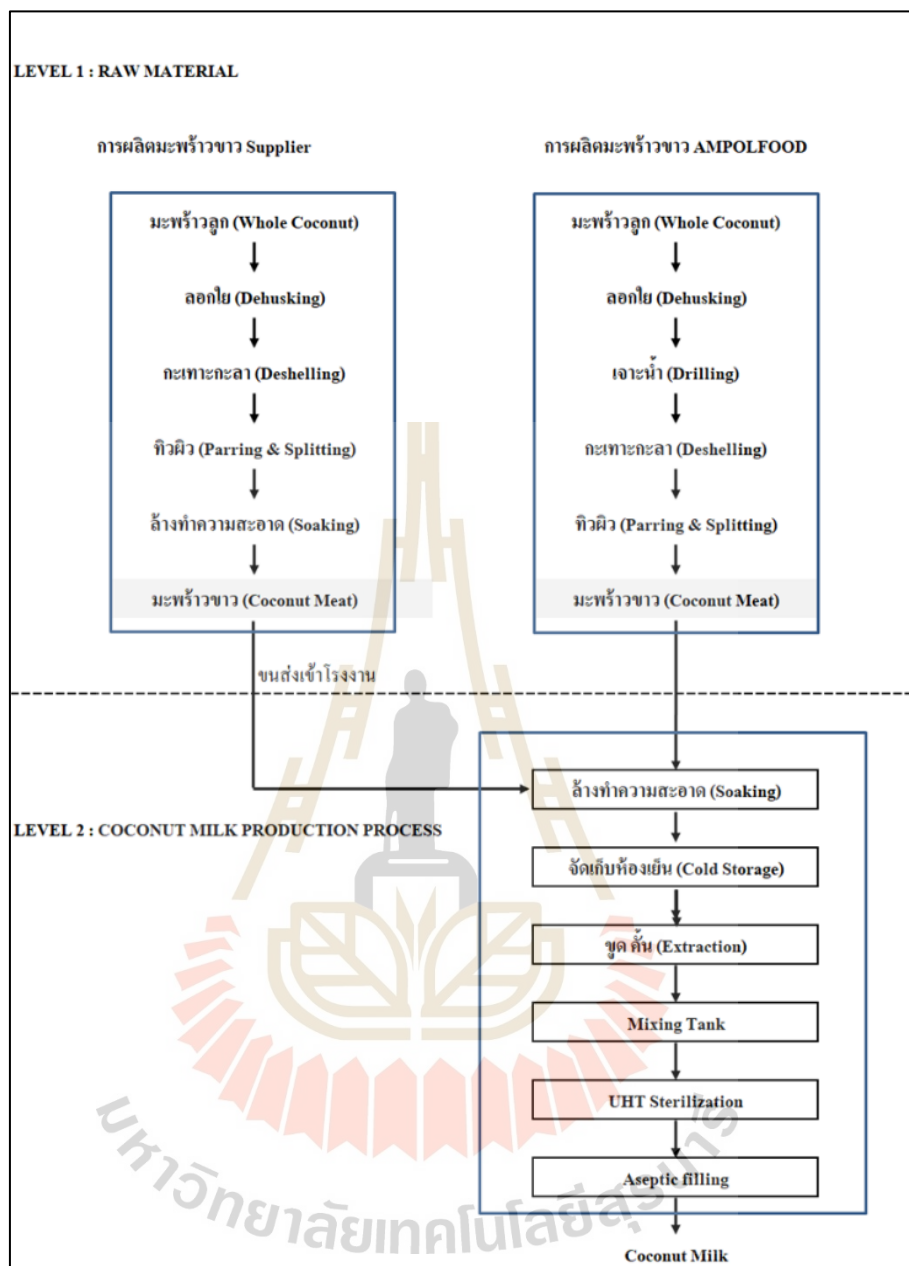 LEVEL 1 : RAW MATERIAL
การผลิตมะพร้าวขาว Supplier
มะพร้าวลูก (Whole Coconut)
ลอกใย (Dehusking)
กะเทาะกะลา (Deshelling)
ทิวผิว (Parring & Splitting)
ล้างทำความสะอาด (Soaking)
มะพร้าวขาว (Coconut Meat)
ขนส่งเข้าโรงงาน
การผลิตมะพร้าวขาว AMPOLFOOD
มะพร้าวลูก (Whole Coconut)
ลอกใย (Dehusking)
เจาะน้ำ (Drilling)
กะเทาะกะลา (Deshelling)
ทิวผิว (Parring & Splitting)
มะพร้าวขาว (Coconut Meat)
LEVEL 2 : COCONUT MILK PRODUCTION PROCESS
ล้างทำความสะอาด (Soaking)
จัดเก็บห้องเย็น (Cold Storage)
ขูด คั้น (Extraction)
Mixing Tank
UHT Sterilization
Aseptic filling
Coconut Milk
มหาวิทยาลัยเทคโนโลยีสุรนารี